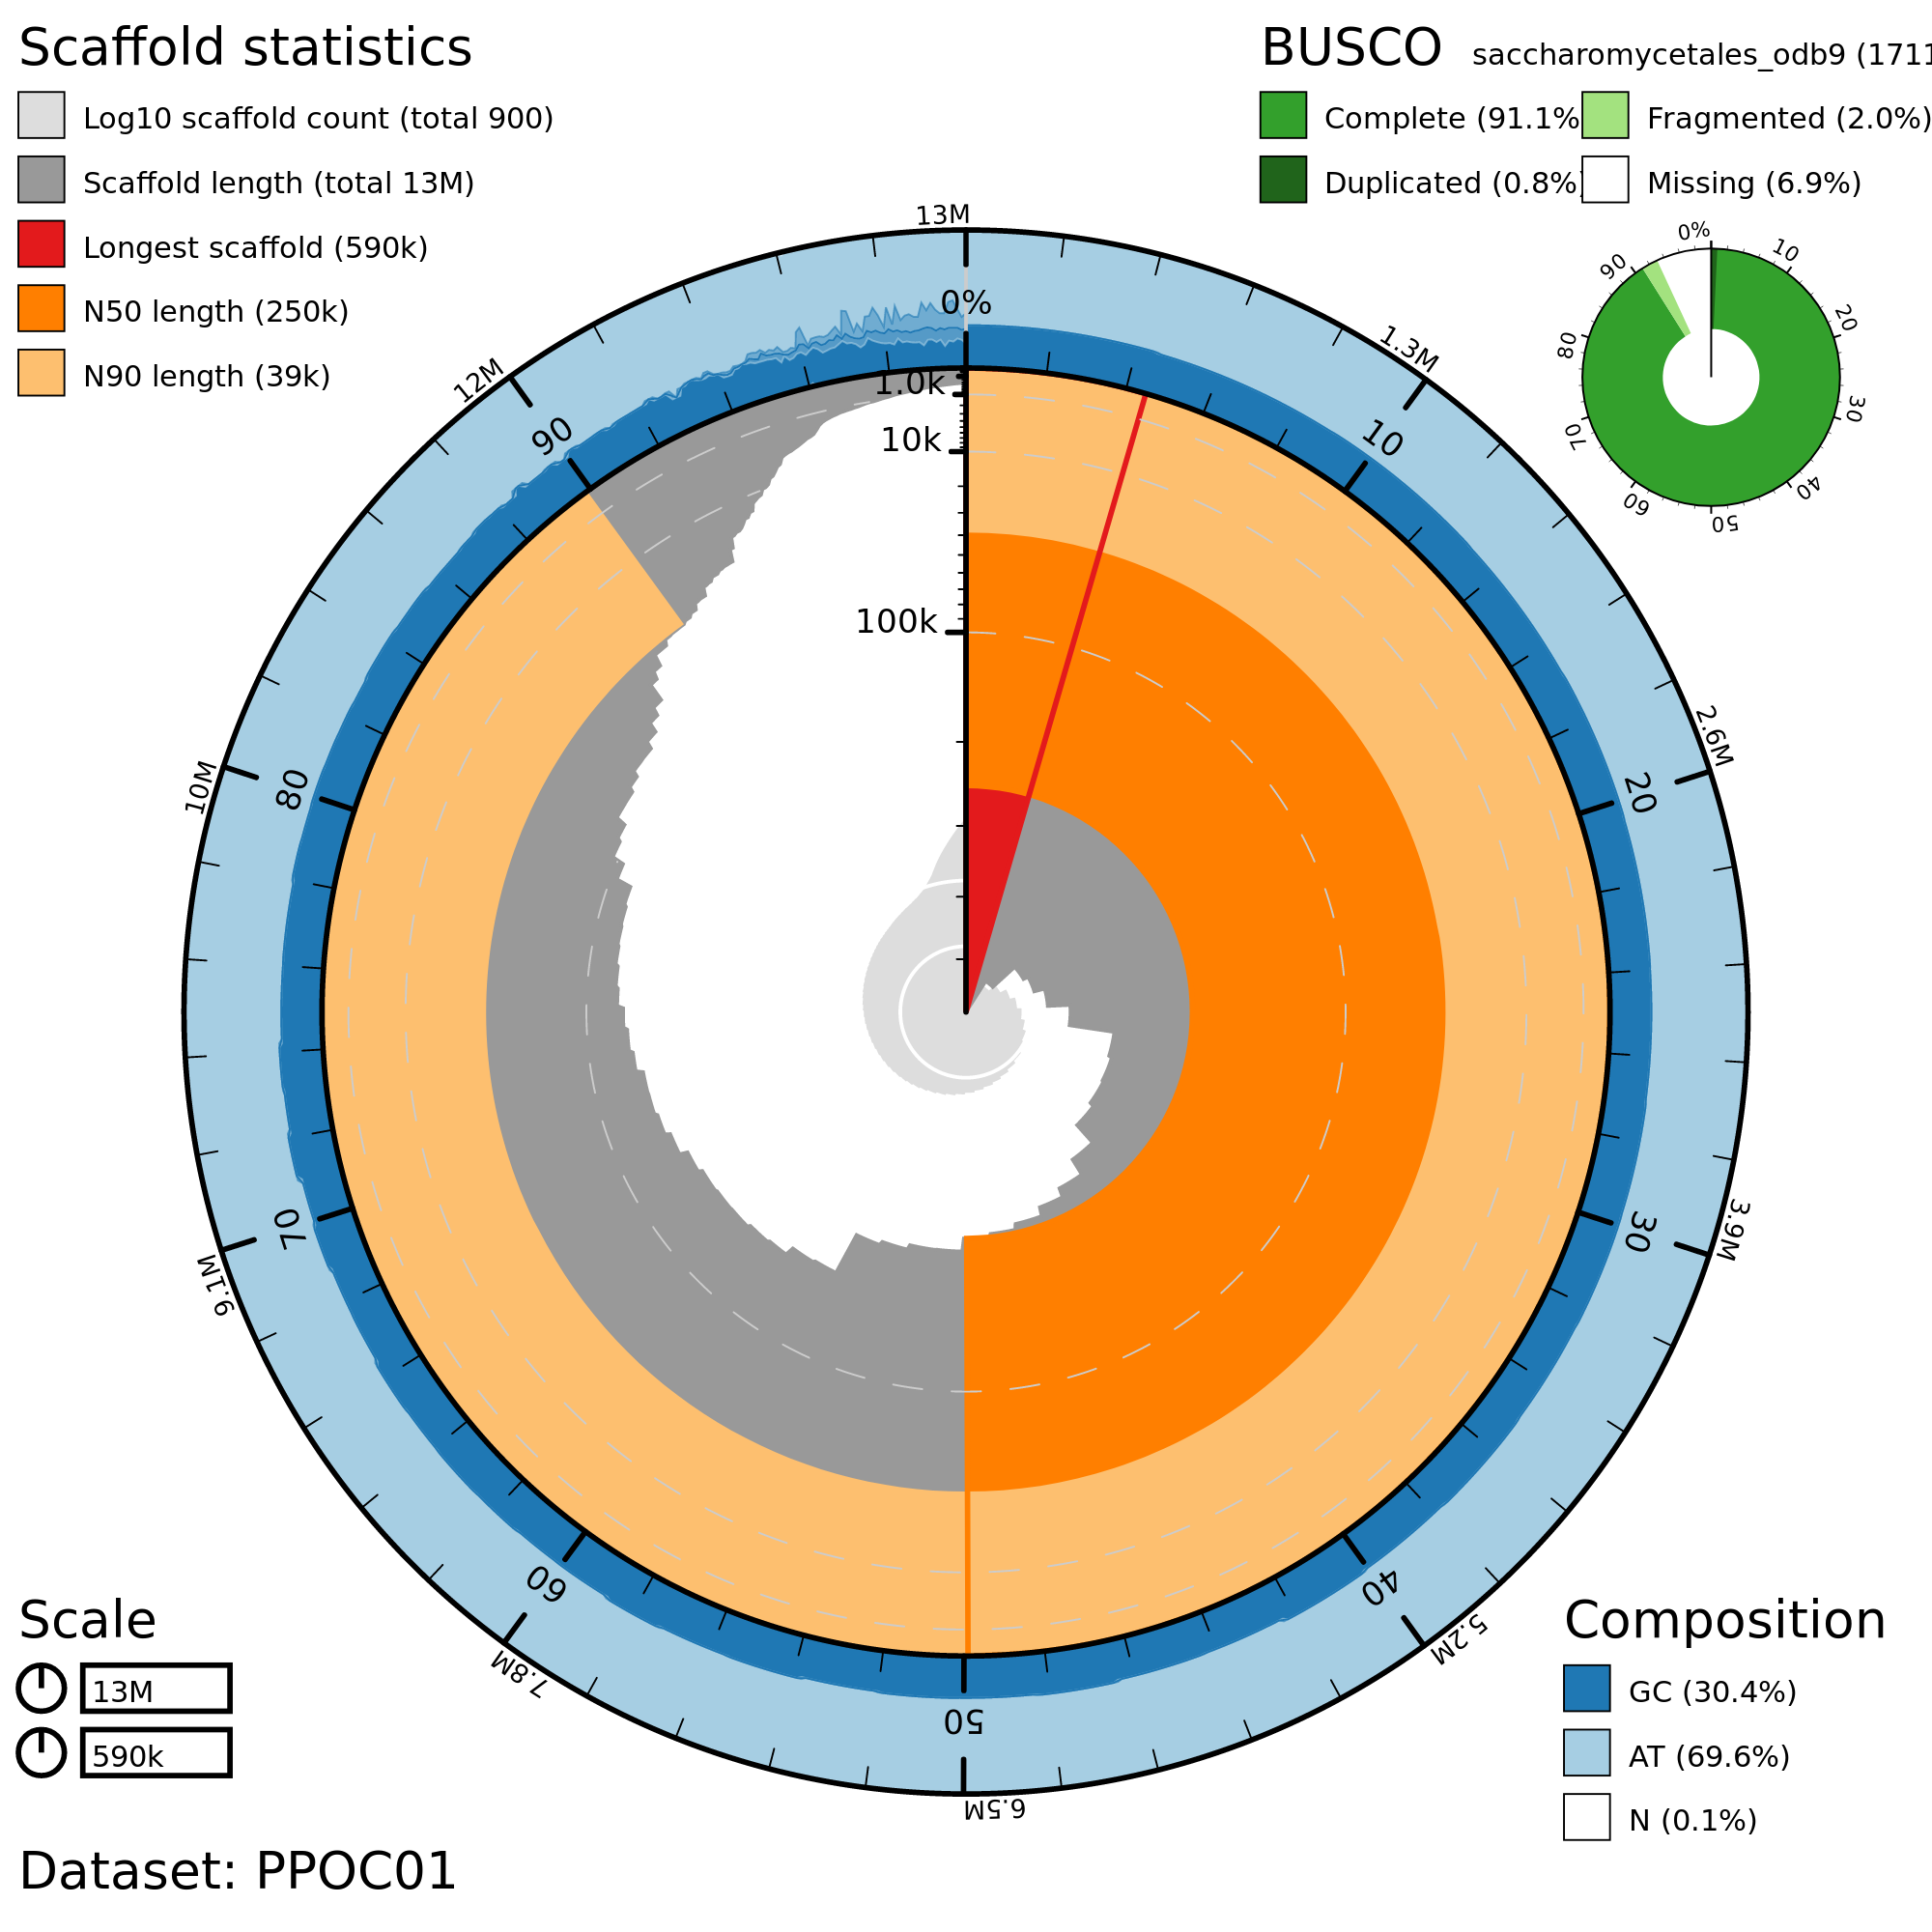 Scaffold statistics
Log10 scaffold count (total 900)
Scaffold length (total 13M)
Longest scaffold (590k)
N50 length (250k)
N90 length (39k)
BUSCO saccharomycetales_odb9 (1711
Complete (91.1%
Fragmented (2.0%)
Duplicated (0.8%)
Missing (6.9%)
0%
10
20
30
40
50
60
70
80
90
13M
1.3M
2.6M
3.9M
5.2M
6.5M
7.8M
9.1M
10M
12M
0%
10
20
30
40
50
60
70
80
90
1.0k
10k
100k
Scale
13M
590k
Composition
GC (30.4%)
AT (69.6%)
N (0.1%)
Dataset: PPOC01